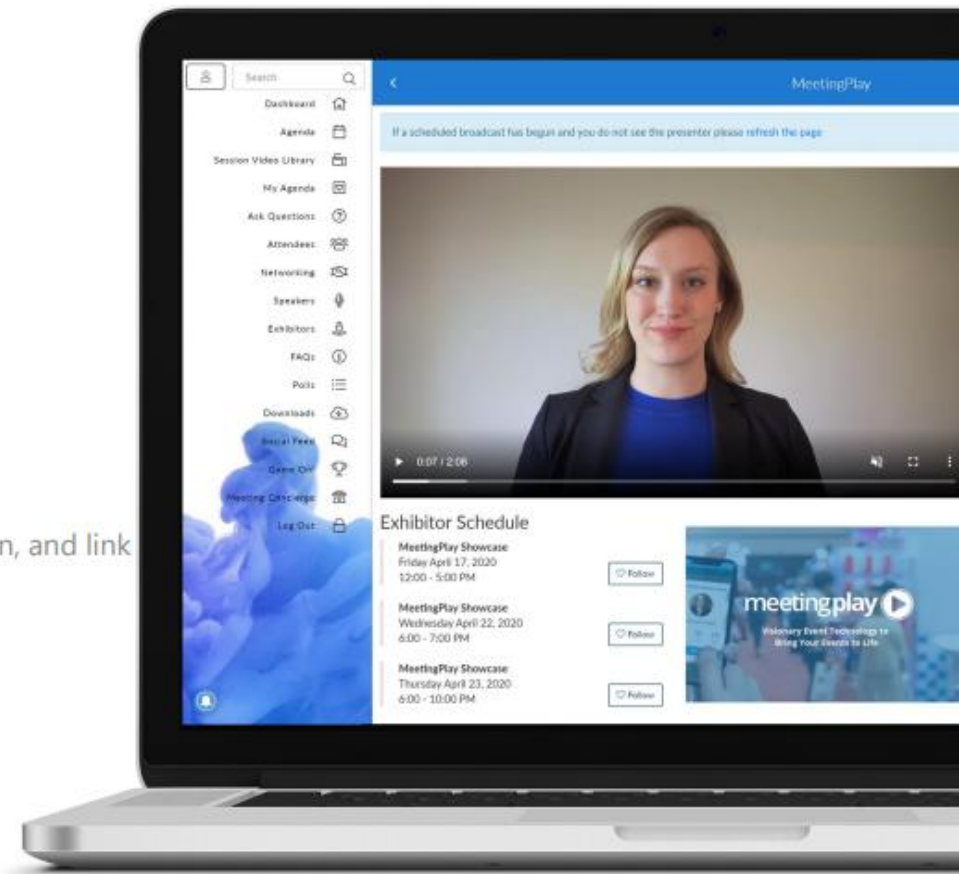 Search
MeetingPlay
Dashboard
Agenda
Session Video Library
My Agenda
Ask Questions
Attendees
Networking
Speakers
Exhibitors
FAQs
Polls
Downloads
Social Feed
Game On!
Meeting Concierge
Log Out
If a scheduled broadcast has begun and you do not see the presenter please refresh the page
0:07 / 2:08
n, and link
Exhibitor Schedule
MeetingPlay Showcase
Friday April 17, 2020
12:00 - 5:00 PM
Follow
MeetingPlay Showcase
Wednesday April 22, 2020
6:00 - 7:00 PM
Follow
MeetingPlay Showcase
Thursday April 23, 2020
6:00 - 10:00 PM
Follow
meetingplay
Visionary Event Technology to
Bring Your Events to Life